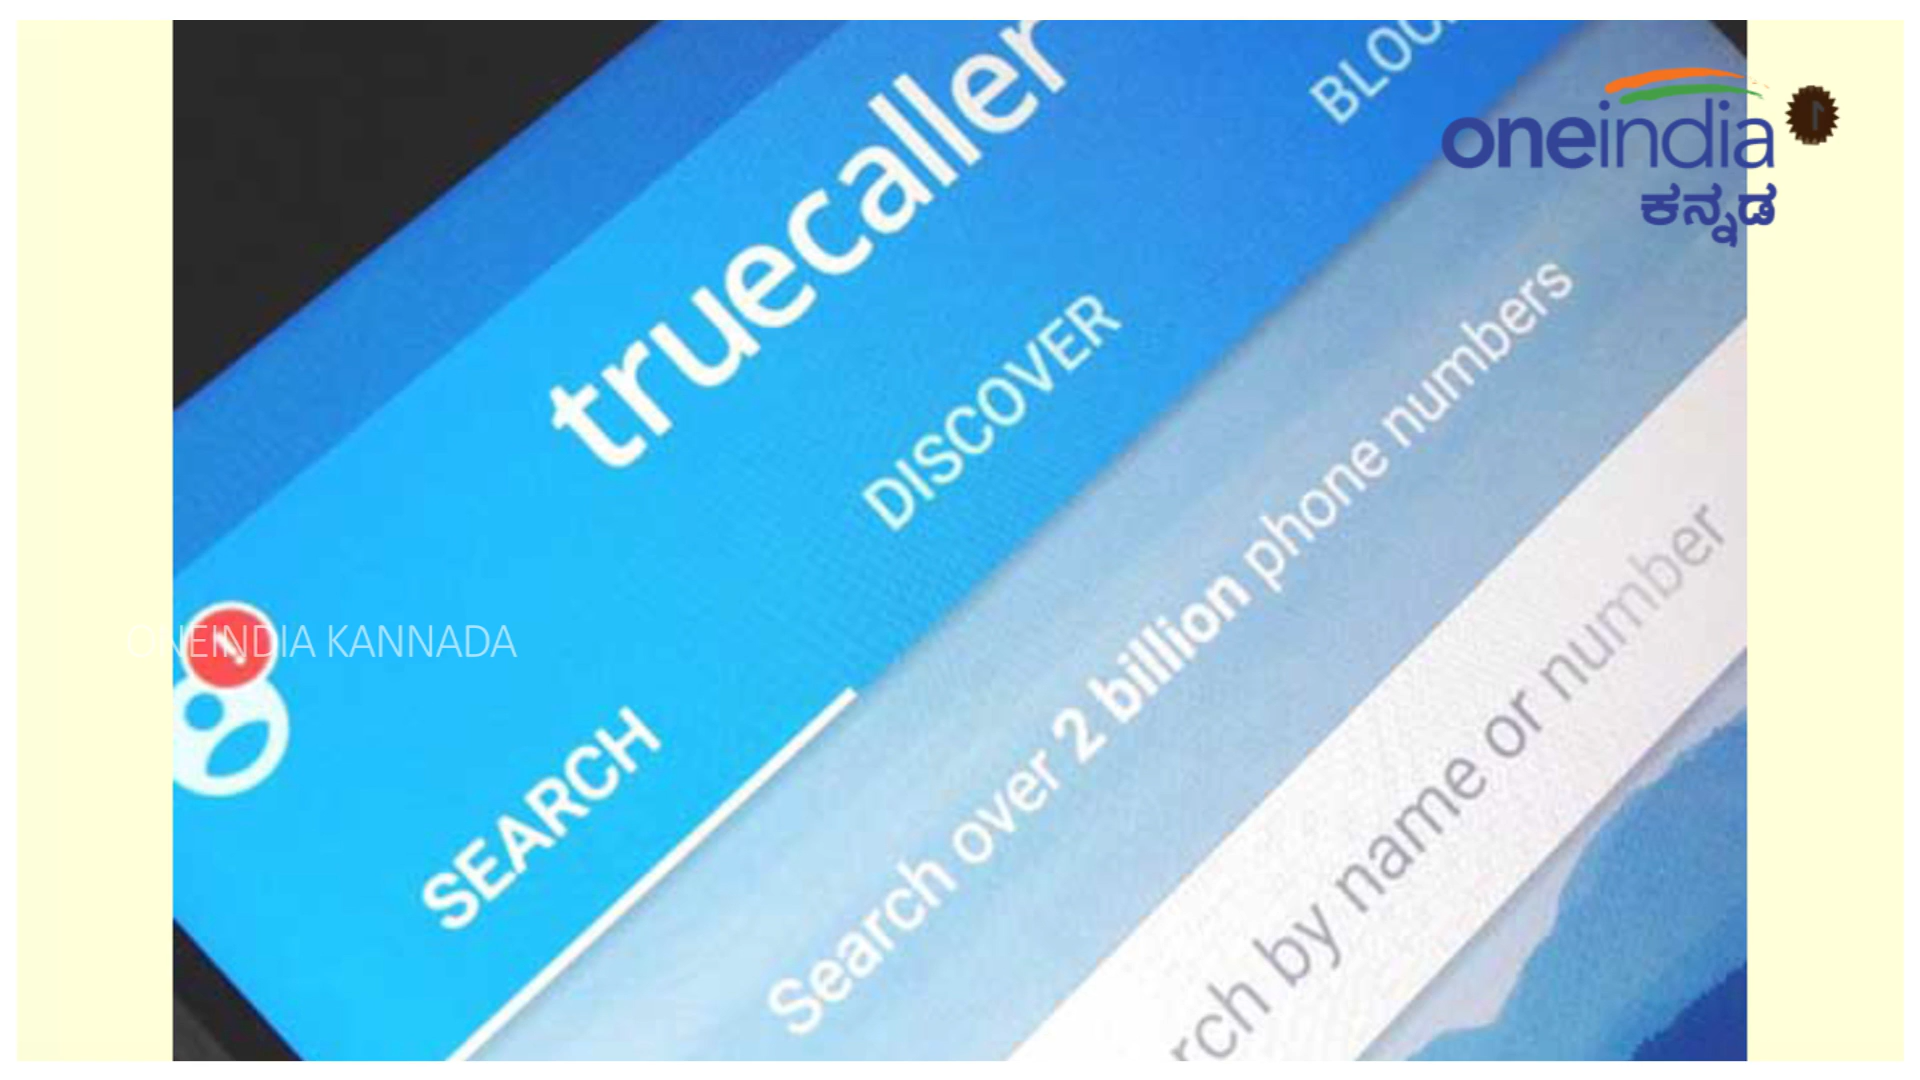 truecaller
BLOC
oneindia
ಕನ್ನಡ
DISCOVER
SEARCH
Search over 2 billion phone numbers
rch by name or number
ONEINDIA KANNADA